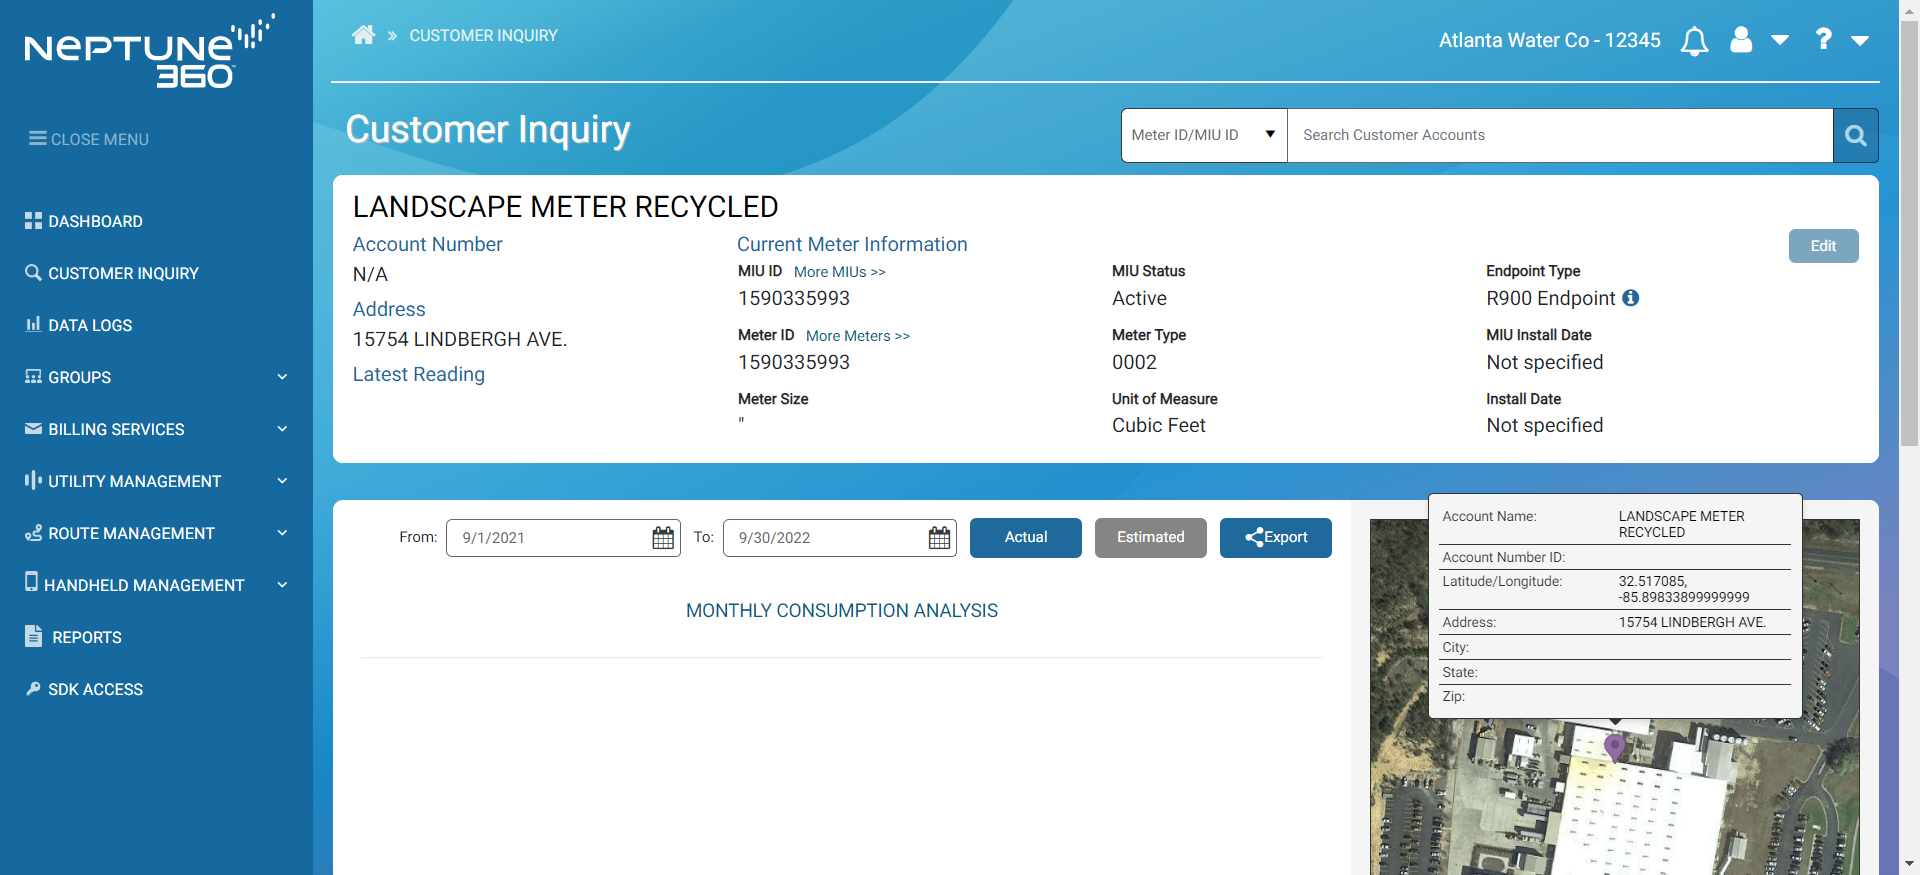 NEPTUNE 360
CLOSE MENU
DASHBOARD
CUSTOMER INQUIRY
DATA LOGS
GROUPS
BILLING SERVICES
UTILITY MANAGEMENT
ROUTE MANAGEMENT
HANDHELD MANAGEMENT
REPORTS
SDK ACCESS
» CUSTOMER INQUIRY
Atlanta Water Co - 12345
?
Customer Inquiry
Meter ID/MIU ID
Search Customer Accounts
LANDSCAPE METER RECYCLED
Account Number
N/A
Address
15754 LINDBERGH AVE.
Latest Reading
Current Meter Information
MIU ID More MIUs >>
1590335993
Meter ID More Meters >>
1590335993
Meter Size
"
MIU Status
Active
Meter Type
0002
Unit of Measure
Cubic Feet
Edit
Endpoint Type
R900 Endpoint
MIU Install Date
Not specified
Install Date
Not specified
From: 9/1/2021 To: 9/30/2022 Actual Estimated Export
MONTHLY CONSUMPTION ANALYSIS
Account Name: LANDSCAPE METER
RECYCLED
Account Number ID:
Latitude/Longitude: 32.517085,
-85.89833899999999
Address: 15754 LINDBERGH AVE.
City:
State:
Zip: